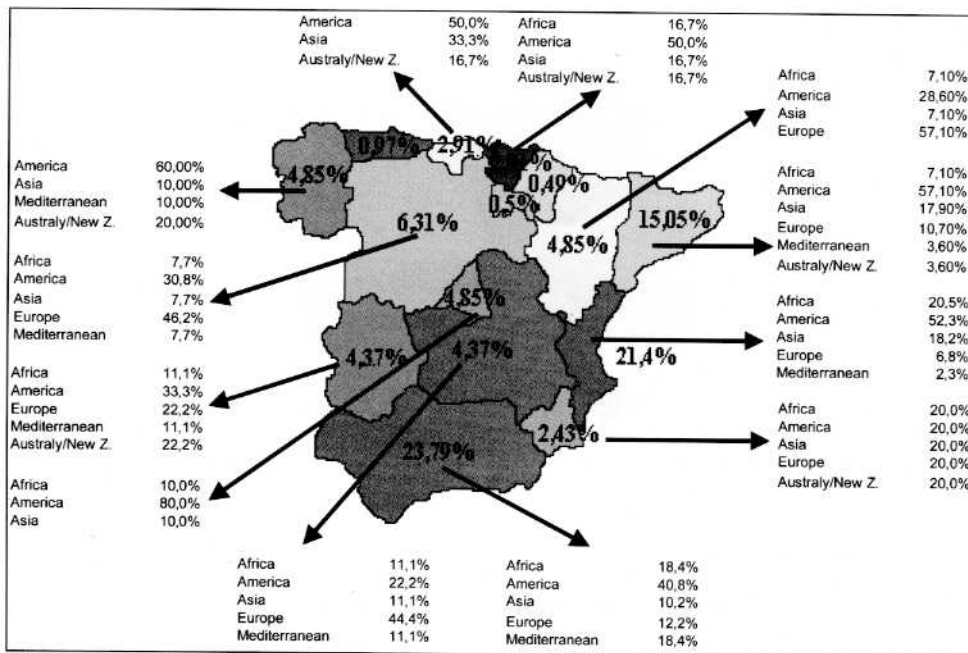 America 50,0%
Asia 33,3%
Australy/New Z. 16,7%
Africa 16,7%
America 50,0%
Asia 16,7%
Australy/New Z. 16,7%
Africa 7,10%
America 28,60%
Asia 7,10%
Europe 57,10%
America 60,00%
Asia 10,00%
Mediterranean 10,00%
Australy/New Z. 20,00%
Africa 7,10%
America 57,10%
Asia 17,90%
Europe 10,70%
Mediterranean 3,60%
Australy/New Z. 3,60%
0,97%
2,91%
0,49%
4,85%
0,5%
6,31%
4,85%
15,05%
Africa 7,7%
America 30,8%
Asia 7,7%
Europe 46,2%
Mediterranean 7,7%
4,85%
4,37%
4,37%
21,4%
Africa 20,5%
America 52,3%
Asia 18,2%
Europe 6,8%
Mediterranean 2,3%
Africa 11,1%
America 33,3%
Europe 22,2%
Mediterranean 11,1%
Australy/New Z. 22,2%
2,43%
23,79%
Africa 20,0%
America 20,0%
Asia 20,0%
Europe 20,0%
Australy/New Z. 20,0%
Africa 10,0%
America 80,0%
Asia 10,0%
Africa 11,1%
America 22,2%
Asia 11,1%
Europe 44,4%
Mediterranean 11,1%
Africa 18,4%
America 40,8%
Asia 10,2%
Europe 12,2%
Mediterranean 18,4%